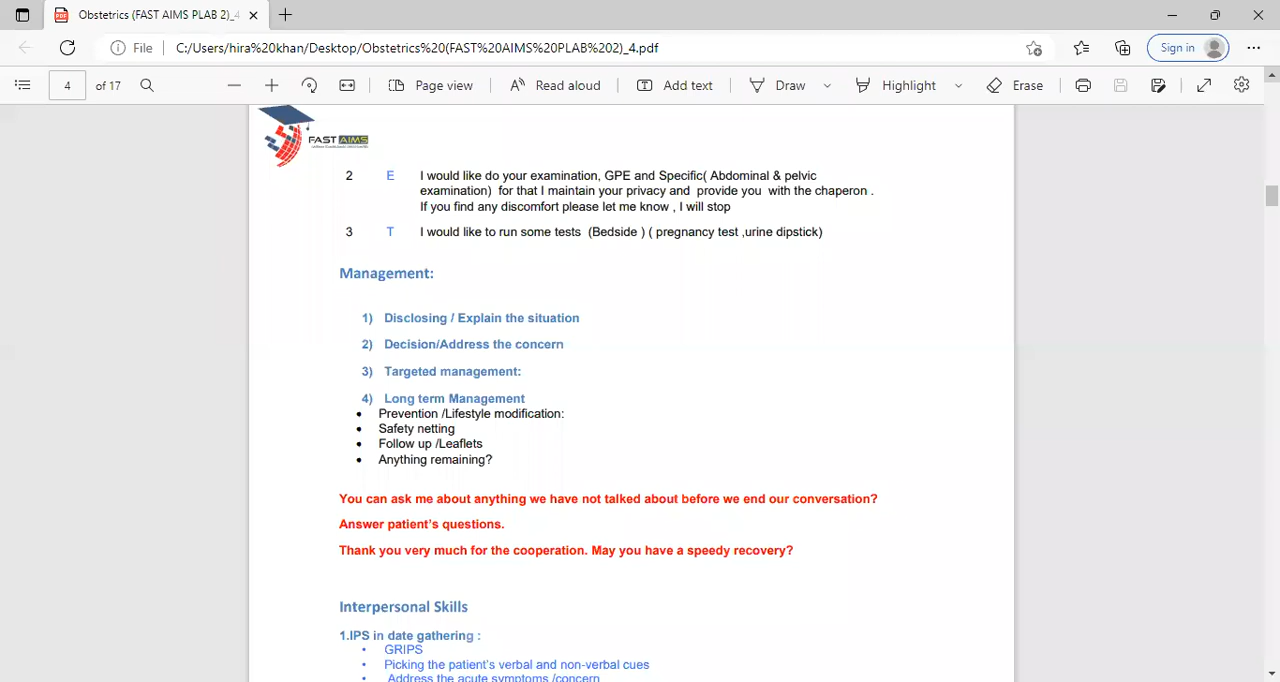 Obstetrics (FAST AIMS PLAB 2)_4
File C:/Users/hira%20khan/Desktop/Obstetrics%20(FAST%20AIMS%20PLAB%202)_4.pdf Sign in
4 of 17 Page view Read aloud Add text Draw Highlight Erase
FAST AIMS
2 E I would like do your examination, GPE and Specific( Abdominal & pelvic
examination) for that I maintain your privacy and provide you with the chaperon .
If you find any discomfort please let me know , I will stop
3 T I would like to run some tests (Bedside ) ( pregnancy test ,urine dipstick)
Management:
1) Disclosing / Explain the situation
2) Decision/Address the concern
3) Targeted management:
4) Long term Management
• Prevention /Lifestyle modification:
• Safety netting
• Follow up /Leaflets
• Anything remaining?
You can ask me about anything we have not talked about before we end our conversation?
Answer patient's questions.
Thank you very much for the cooperation. May you have a speedy recovery?
Interpersonal Skills
1.IPS in date gathering :
• GRIPS
• Picking the patient's verbal and non-verbal cues
• Address the acute symptoms /concern